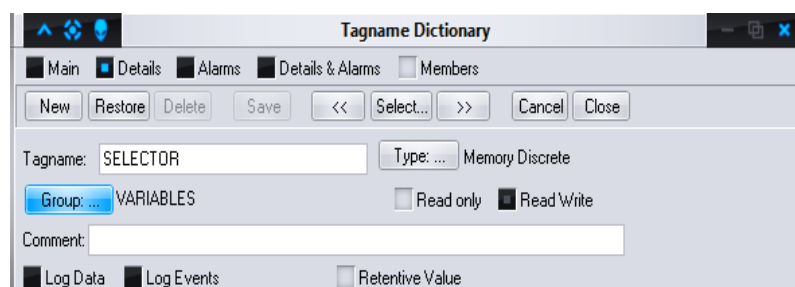 Tagname Dictionary
Main Details Alarms Details & Alarms Members
New Restore Delete Save << Select... >> Cancel Close
Tagname: SELECTOR Type: ... Memory Discrete
Group: ... VARIABLES Read only Read Write
Comment:
Log Data Log Events Retentive Value